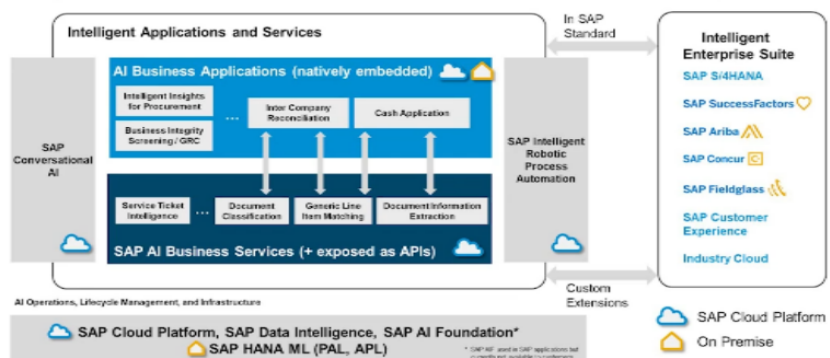 Intelligent Applications and Services
In SAP
Standard
Intelligent
Enterprise Suite
SAP S/4HANA
SAP SuccessFactors
SAP Ariba
SAP Concur
SAP Fieldglass
SAP Customer
Experience
Industry Cloud
AI Business Applications (natively embedded)
Intelligent Insights
for Procurement
...
Inter Company
Reconciliation
Cash Application
Business Integrity
Screening / GRC
SAP
Conversational
AI
SAP Intelligent
Robotic
Process
Automation
Service Ticket
Intelligence
...
Document
Classification
Generic Line
Item Matching
Document Information
Extraction
SAP AI Business Services (+ exposed as APIs)
Custom
Extensions
AI Operations, Lifecycle Management, and Infrastructure
SAP Cloud Platform, SAP Data Intelligence, SAP AI Foundation*
SAP HANA ML (PAL, APL)
SAP Cloud Platform
On Premise